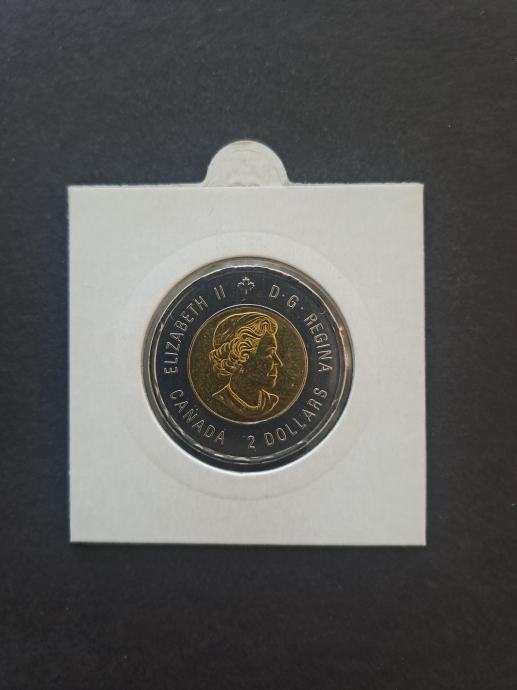 ELIZABETH II D·G·REGINA
CANADA 2 DOLLARS